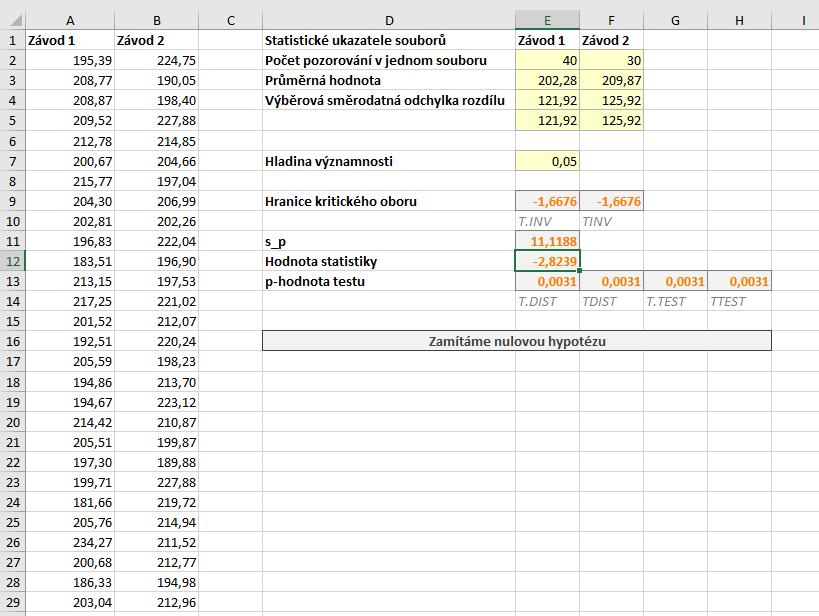 A B C D E F G H I
1 Závod 1 Závod 2 Statistické ukazatele souborů Závod 1 Závod 2
2 195,39 224,75 Počet pozorování v jednom souboru 40 30
3 208,77 190,05 Průměrná hodnota 202,28 209,87
4 208,87 198,40 Výběrová směrodatná odchylka rozdílu 121,92 125,92
5 209,52 227,88 121,92 125,92
6 212,78 214,85
7 200,67 204,66 Hladina významnosti 0,05
8 215,77 197,04
9 204,30 206,99 Hranice kritického oboru -1,6676 -1,6676
10 202,81 202,26 T.INV TINV
11 196,83 222,04 s_p 11,1188
12 183,51 196,90 Hodnota statistiky -2,8239
13 213,15 197,53 p-hodnota testu 0,0031 0,0031 0,0031 0,0031
14 217,25 221,02 T.DIST TDIST T.TEST TTEST
15 201,52 212,07
16 192,51 220,24 Zamítáme nulovou hypotézu
17 205,59 198,23
18 194,86 213,70
19 194,67 223,12
20 214,42 210,87
21 205,51 199,87
22 197,30 189,88
23 199,71 227,88
24 181,66 219,72
25 205,76 214,94
26 234,27 211,52
27 200,68 212,77
28 186,33 194,98
29 203,04 212,96